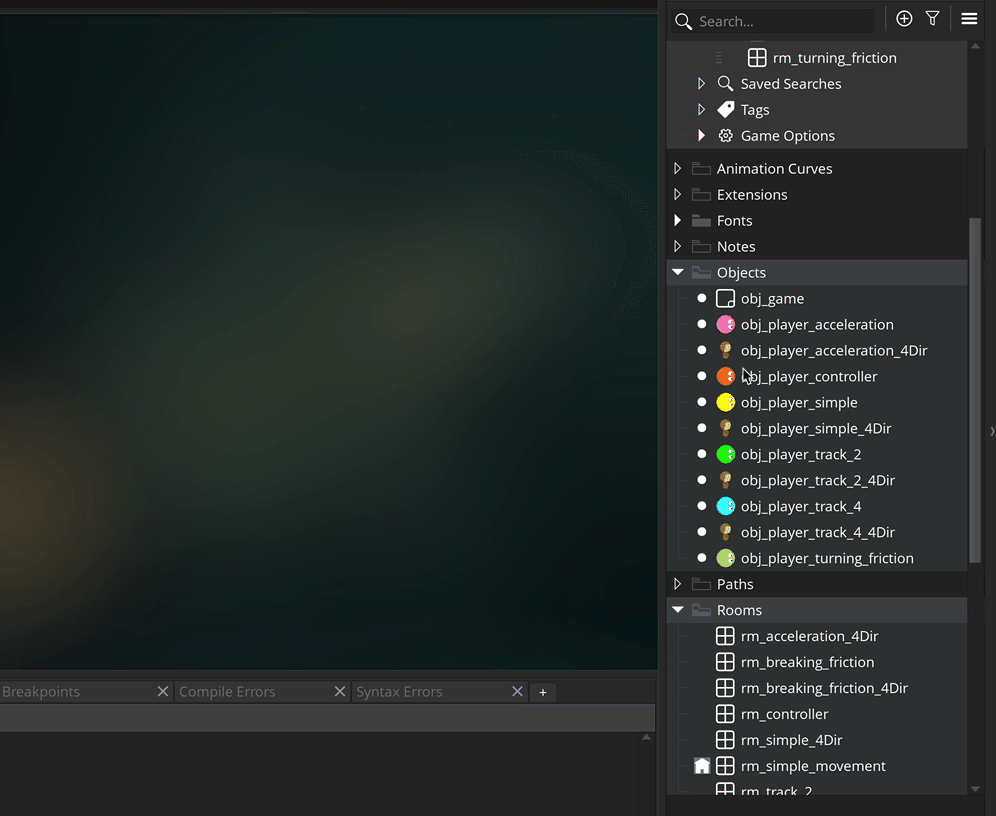 Search...
rm_turning_friction
Saved Searches
Tags
Game Options
Animation Curves
Extensions
Fonts
Notes
Objects
obj_game
obj_player_acceleration
obj_player_acceleration_4Dir
obj_player_controller
obj_player_simple
obj_player_simple_4Dir
obj_player_track_2
obj_player_track_2_4Dir
obj_player_track_4
obj_player_track_4_4Dir
obj_player_turning_friction
Paths
Rooms
rm_acceleration_4Dir
rm_breaking_friction
rm_breaking_friction_4Dir
rm_controller
rm_simple_4Dir
rm_simple_movement
rm_track_2
Breakpoints Compile Errors Syntax Errors